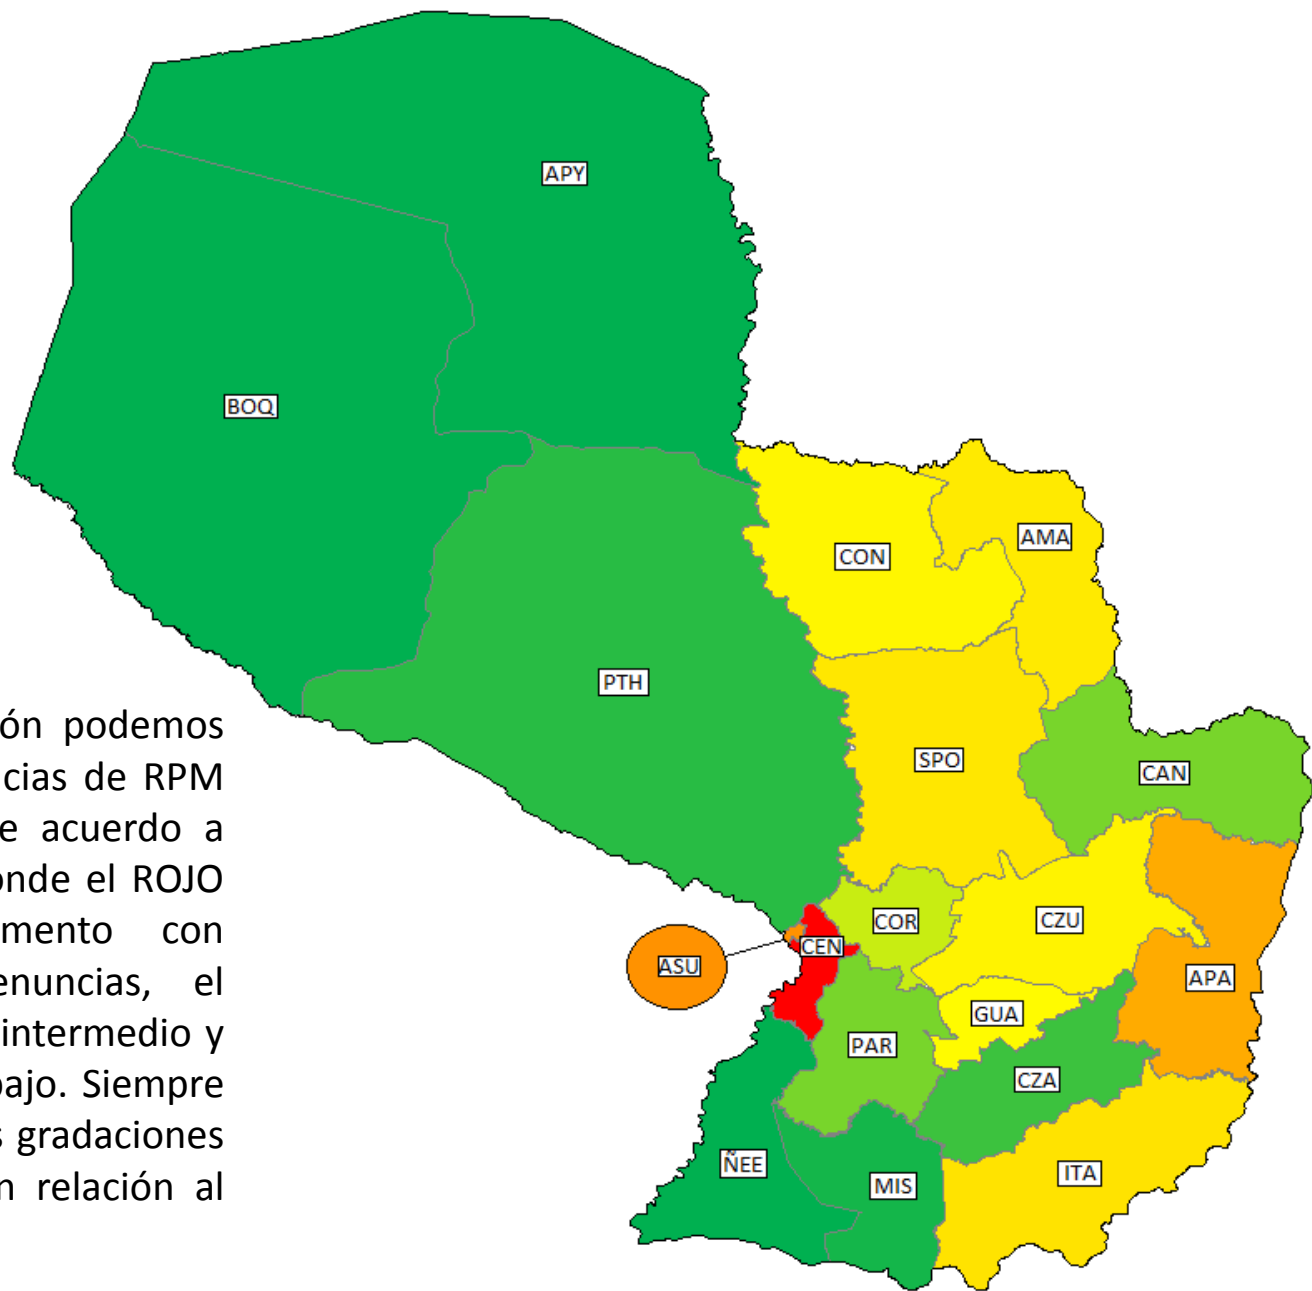 APY
BOQ
AMA
CON
PTH
SPO
CAN
COR
CZU
CEN
ASU
APA
GUA
PAR
CZA
ÑEE
MIS
ITA
ón podemos
cias de RPM
e acuerdo a
onde el ROJO
mento con
enuncias, el
intermedio y
bajo. Siempre
s gradaciones
n relación al